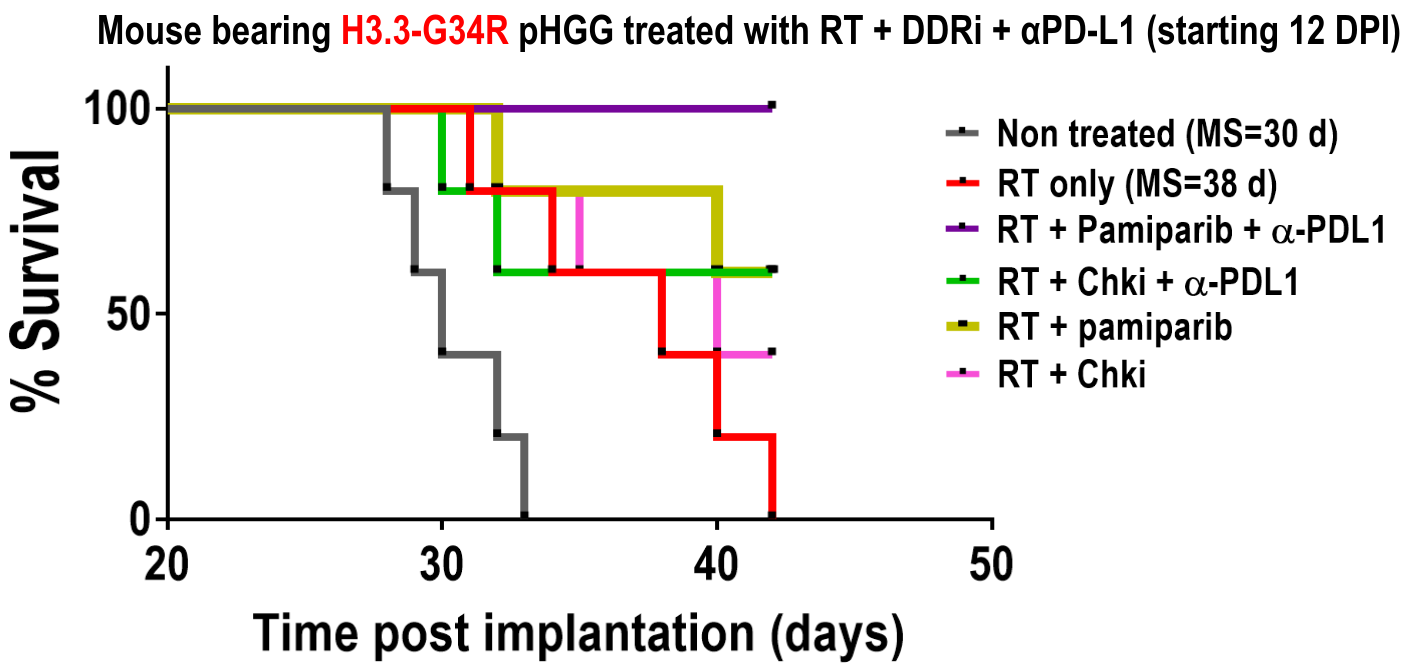 Mouse bearing H3.3-G34R pHGG treated with RT + DDRi + αPD-L1 (starting 12 DPI)
% Survival
100
50
0
20
30
40
50
Time post implantation (days)
Non treated (MS=30 d)
RT only (MS=38 d)
RT + Pamiparib + α-PDL1
RT + Chki + α-PDL1
RT + pamiparib
RT + Chki